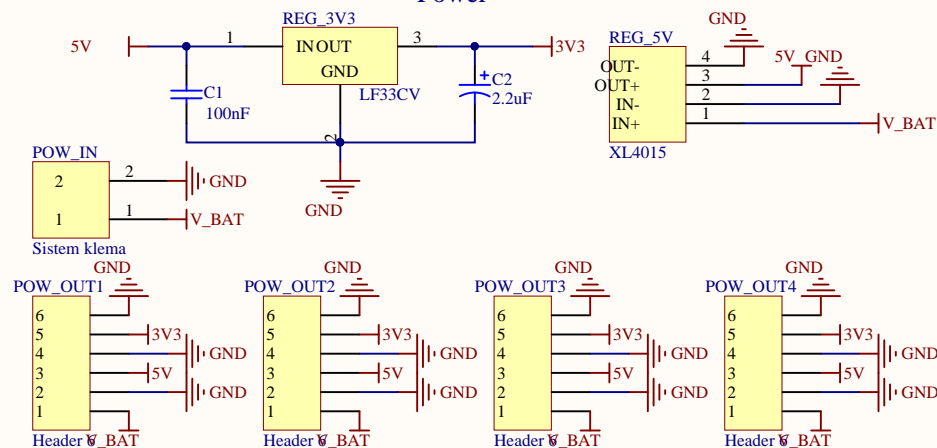 Power
REG_3V3
5V 1 IN OUT 3 3V3
GND
LF33CV
C1
100nF
C2
2.2uF
2
GND
REG_5V
GND
OUT- 4
OUT+ 3 5V GND
IN- 2
IN+ 1 V_BAT
XL4015
POW_IN
2 2 GND
1 1 V_BAT
Sistem klema
GND GND GND GND
POW_OUT1 POW_OUT2 POW_OUT3 POW_OUT4
6 6 6 6
5 3V3 5 3V3 5 3V3 5 3V3
4 GND 4 GND 4 GND 4 GND
3 5V 3 5V 3 5V 3 5V
2 GND 2 GND 2 GND 2 GND
1 1 1 1
Header 6 V_BAT Header 6 V_BAT Header 6 V_BAT Header 6 V_BAT